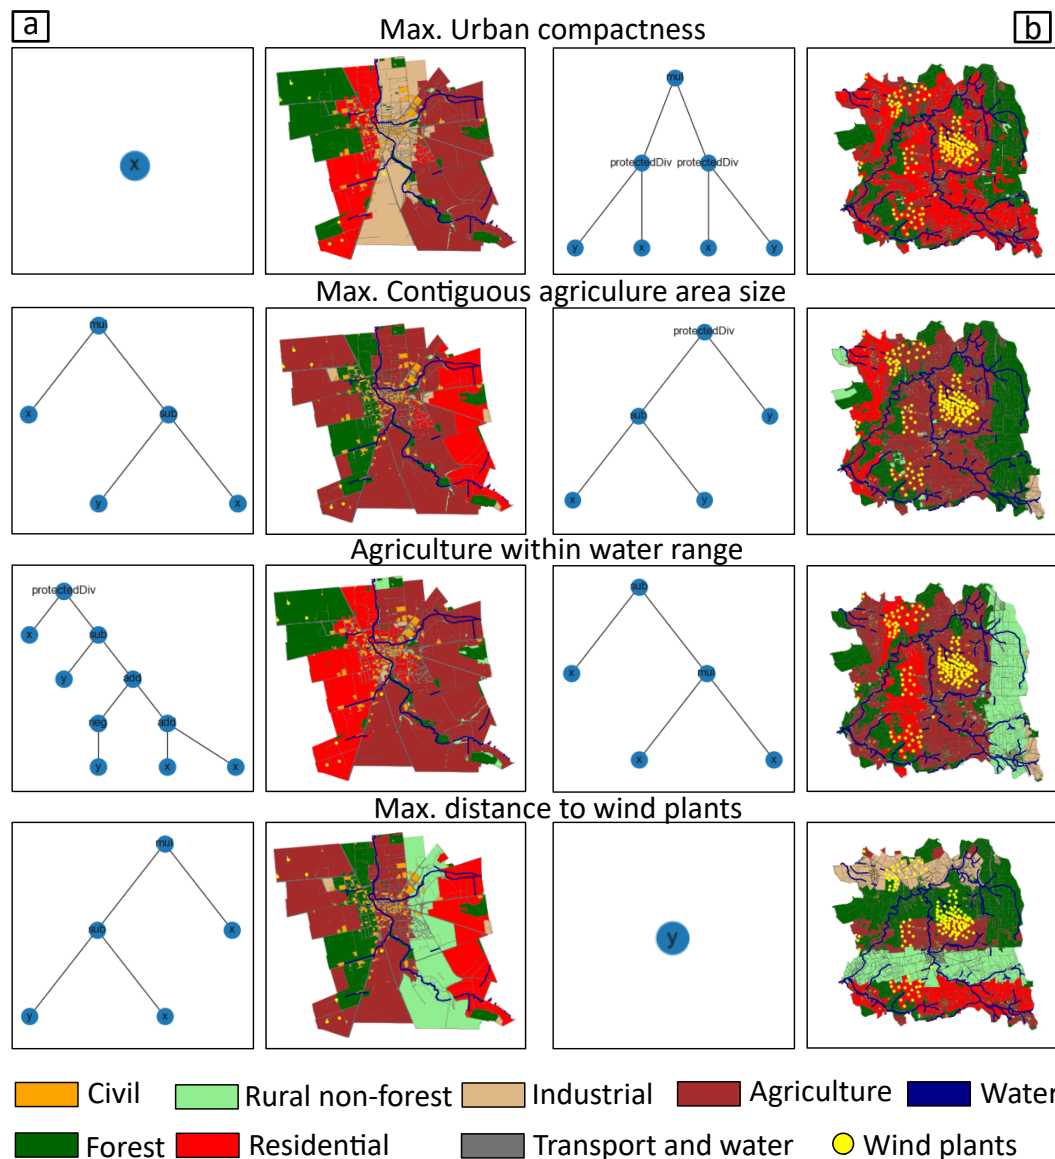 a
Max. Urban compactness
b
x
mul
protectedDiv protectedDiv
y x x y
Max. Contiguous agriculure area size
mul
x sub
y x
protectedDiv
sub y
x y
Agriculture within water range
protectedDiv
x sub
y add
neg add
y x x
sub
x mul
x x
Max. distance to wind plants
mul
sub x
y x
y
Civil Rural non-forest Industrial Agriculture Water
Forest Residential Transport and water Wind plants